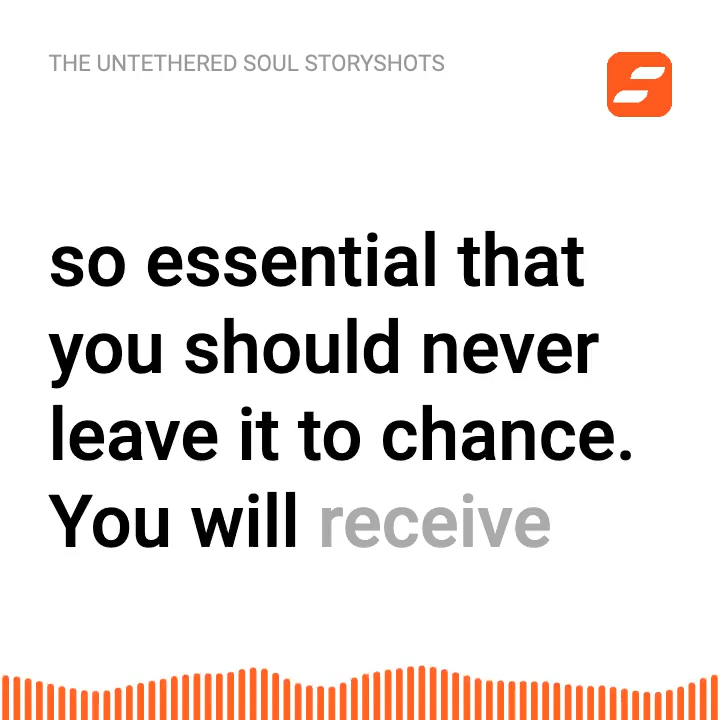 THE UNTETHERED SOUL STORYSHOTS
so essential that
you should never
leave it to chance.
You will receive